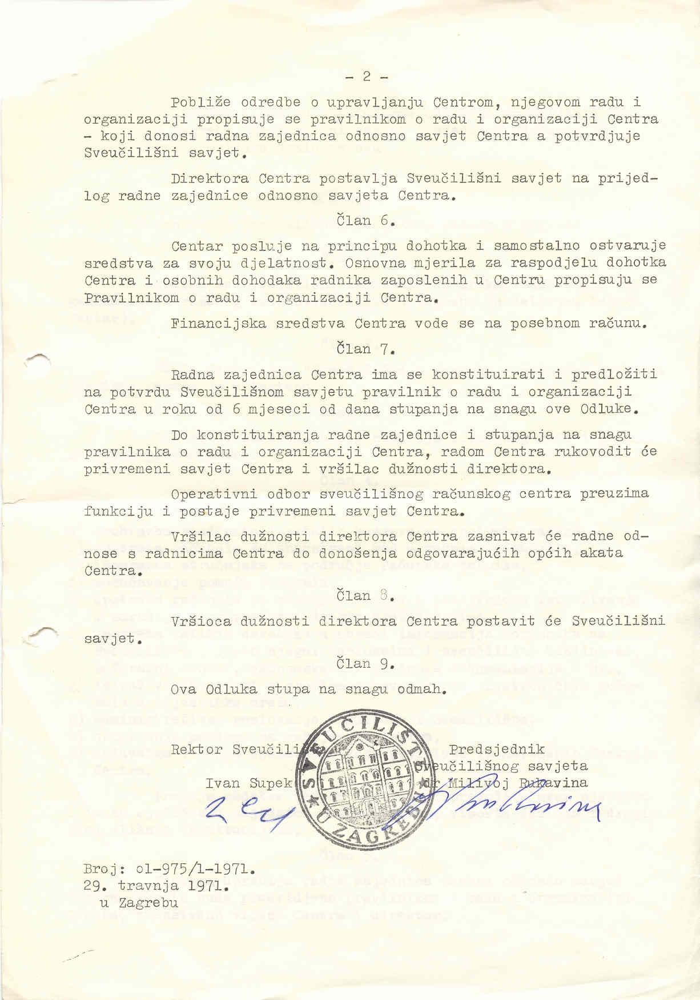 - 2 -
Pobliže odredbe o upravljanju Centrom, njegovom radu i
organizaciji propisuje se pravilnikom o radu i organizaciji Centra
- koji donosi radna zajednica odnosno savjet Centra a potvrdjuje
Sveučilišni savjet.
Direktora Centra postavlja Sveučilišni savjet na prijed-
log radne zajednice odnosno savjeta Centra.
Član 6.
Centar posluje na principu dohotka i samostalno ostvaruje
sredstva za svoju djelatnost. Osnovna mjerila za raspodjelu dohotka
Centra i osobnih dohodaka radnika zaposlenih u Centru propisuju se
Pravilnikom o radu i organizaciji Centra.
Financijska sredstva Centra vode se na posebnom računu.
Član 7.
Radna zajednica Centra ima se konstituirati i predložiti
na potvrdu Sveučilišnom savjetu pravilnik o radu i organizaciji
Centra u roku od 6 mjeseci od dana stupanja na snagu ove Odluke.
Do konstituiranja radne zajednice i stupanja na snagu
pravilnika o radu i organizaciji Centra, radom Centra rukovodit će
privremeni savjet Centra i vršilac dužnosti direktora.
Operativni odbor sveučilišnog računskog centra preuzima
funkciju i postaje privremeni savjet Centra.
Vršilac dužnosti direktora Centra zasnivat će radne od-
nose s radnicima Centra do donošenja odgovarajućih općih akata
Centra.
Član 8.
Vršioca dužnosti direktora Centra postavit će Sveučilišni
savjet.
Član 9.
Ova Odluka stupa na snagu odmah.
Rektor Sveučilišta
Ivan Supek
SVEUČILIŠTE U ZAGREBU
Predsjednik
Sveučilišnog savjeta
dr Milivoj Rukavina
Broj: ol-975/1-1971.
29. travnja 1971.
u Zagrebu